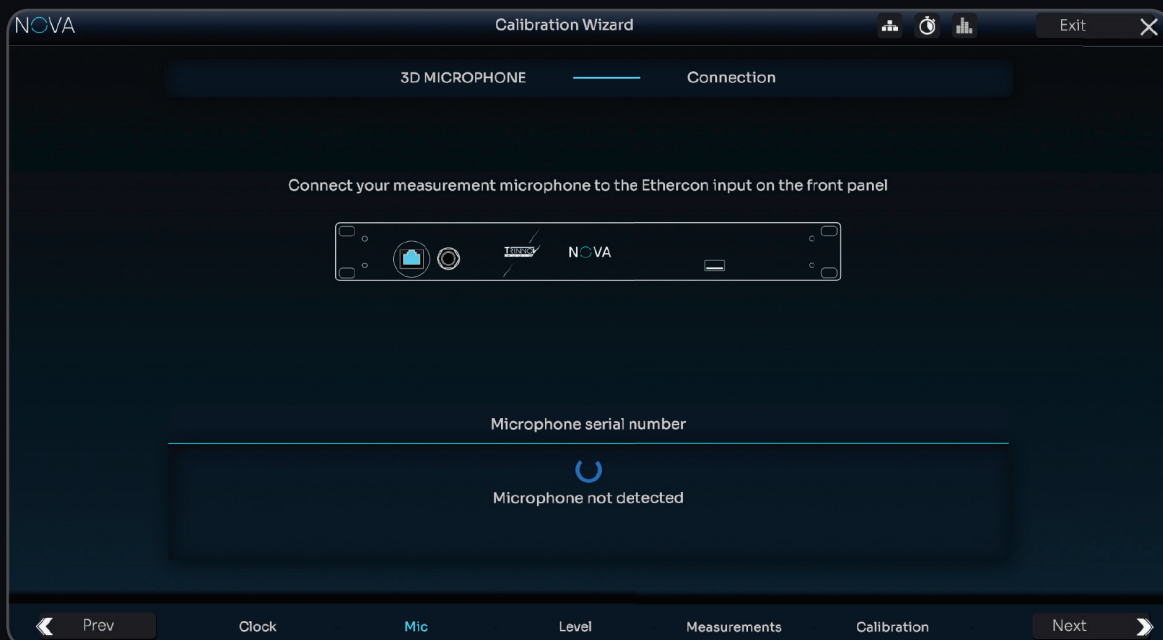 NOVA
Calibration Wizard
Exit
3D MICROPHONE
Connection
Connect your measurement microphone to the Ethercon input on the front panel
TRINNOV
NOVA
Microphone serial number
Microphone not detected
Prev
Clock
Mic
Level
Measurements
Calibration
Next